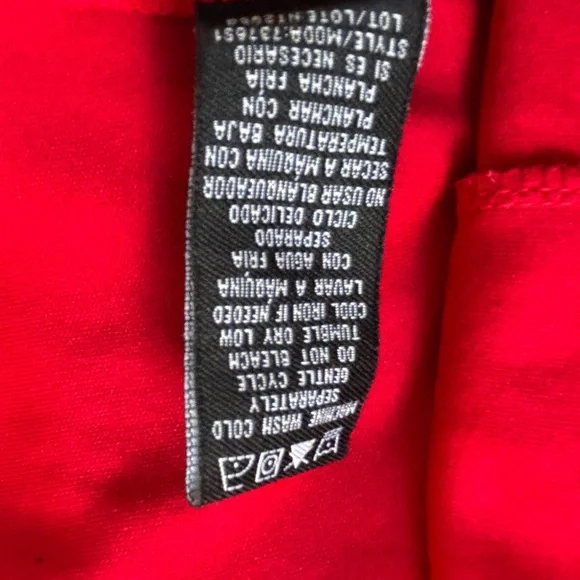 MACHINE WASH COLD
SEPARATELY
GENTLE CYCLE
DO NOT BLEACH
TUMBLE DRY LOW
COOL IRON IF NEEDED
LAVAR A MÁQUINA
CON AGUA FRIA
SEPARADO
CICLO DELICADO
NO USAR BLANQUEADOR
SECAR A MÁQUINA CON
TEMPERATURA BAJA
PLANCHAR CON
PLANCHA FRÍA
SI ES NECESARIO
STYLE/MODA:737651
LOT/LOTE